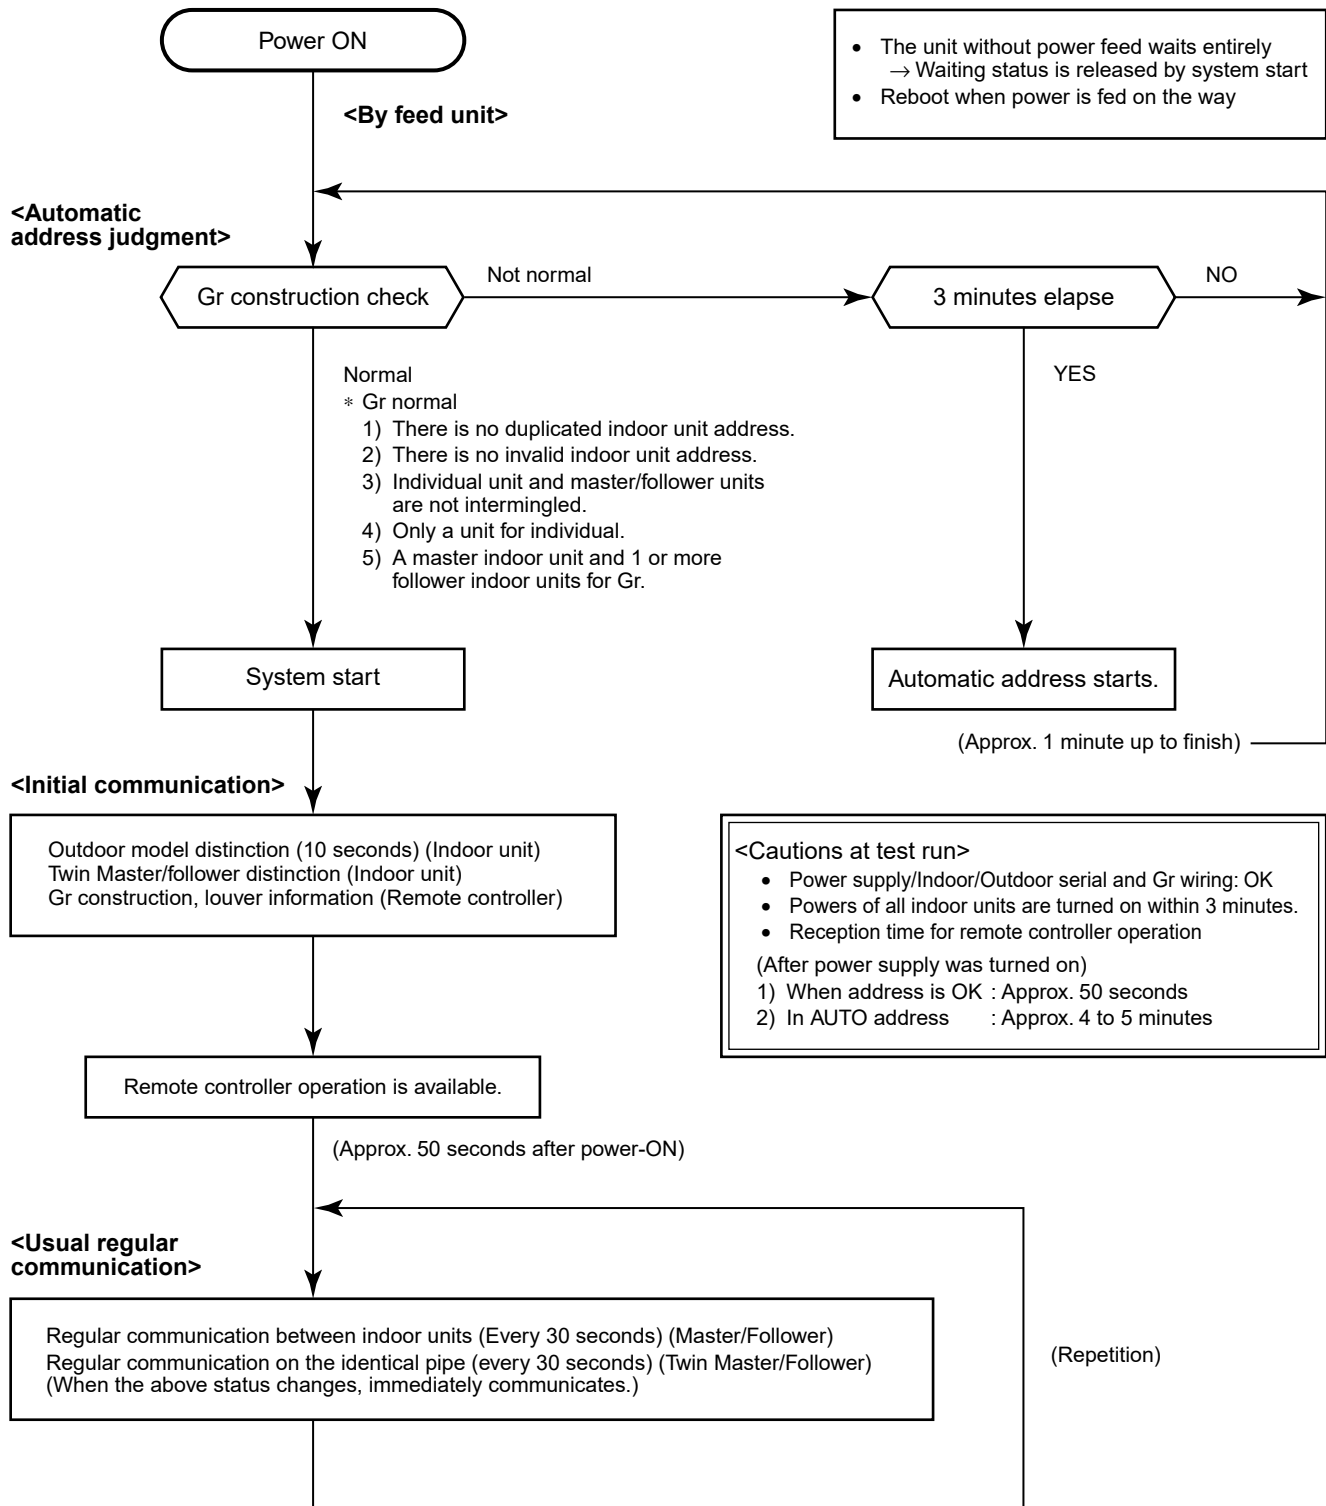 Power ON
• The unit without power feed waits entirely
→ Waiting status is released by system start
• Reboot when power is fed on the way
<By feed unit>
<Automatic
address judgment>
Gr construction check
Not normal
3 minutes elapse
NO
Normal
* Gr normal
1) There is no duplicated indoor unit address.
2) There is no invalid indoor unit address.
3) Individual unit and master/follower units
are not intermingled.
4) Only a unit for individual.
5) A master indoor unit and 1 or more
follower indoor units for Gr.
YES
System start
Automatic address starts.
(Approx. 1 minute up to finish)
<Initial communication>
Outdoor model distinction (10 seconds) (Indoor unit)
Twin Master/follower distinction (Indoor unit)
Gr construction, louver information (Remote controller)
<Cautions at test run>
• Power supply/Indoor/Outdoor serial and Gr wiring: OK
• Powers of all indoor units are turned on within 3 minutes.
• Reception time for remote controller operation
(After power supply was turned on)
1) When address is OK : Approx. 50 seconds
2) In AUTO address : Approx. 4 to 5 minutes
Remote controller operation is available.
(Approx. 50 seconds after power-ON)
<Usual regular
communication>
Regular communication between indoor units (Every 30 seconds) (Master/Follower)
Regular communication on the identical pipe (every 30 seconds) (Twin Master/Follower)
(When the above status changes, immediately communicates.)
(Repetition)